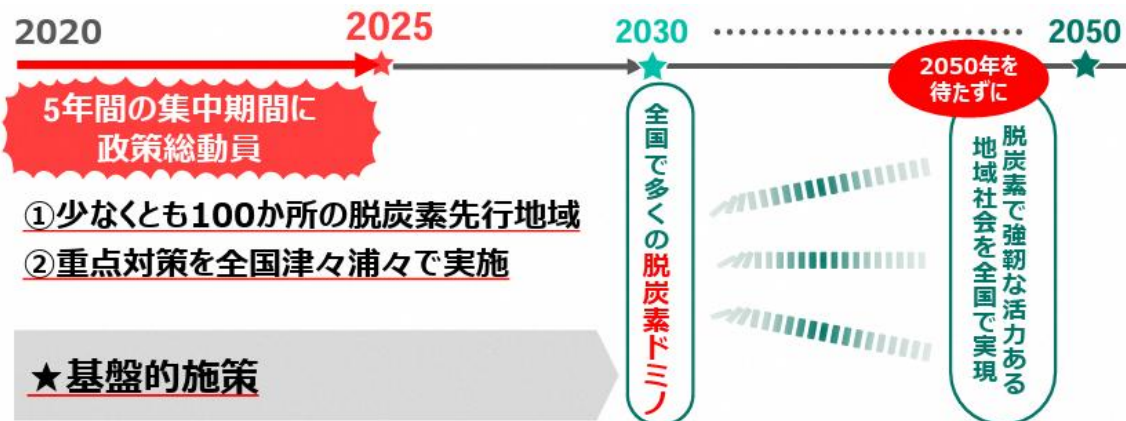 2020
2025
2030
2050
5年間の集中期間に
政策総動員
①少なくとも100か所の脱炭素先行地域
②重点対策を全国津々浦々で実施
★基盤的施策
全国で多くの脱炭素ドミノ
2050年を
待たずに
脱炭素で強靭な活力ある
地域社会を全国で実現